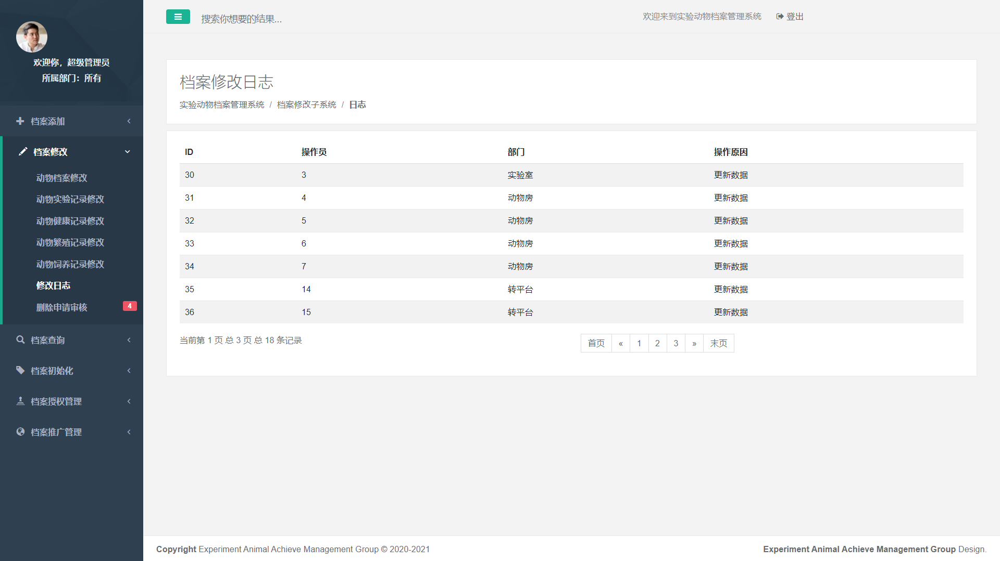 欢迎你，超级管理员
所属部门：所有
档案添加
档案修改
动物档案修改
动物实验记录修改
动物健康记录修改
动物繁殖记录修改
动物饲养记录修改
修改日志
删除申请审核 4
档案查询
档案初始化
档案授权管理
档案推广管理
搜索你想要的结果...
欢迎来到实验动物档案管理系统 登出
档案修改日志
实验动物档案管理系统 / 档案修改子系统 / 日志
ID 操作员 部门 操作原因
30 3 实验室 更新数据
31 4 动物房 更新数据
32 5 动物房 更新数据
33 6 动物房 更新数据
34 7 动物房 更新数据
35 14 转平台 更新数据
36 15 转平台 更新数据
当前第 1 页 总 3 页 总 18 条记录
首页 « 1 2 3 » 末页
Copyright Experiment Animal Achieve Management Group © 2020-2021
Experiment Animal Achieve Management Group Design.